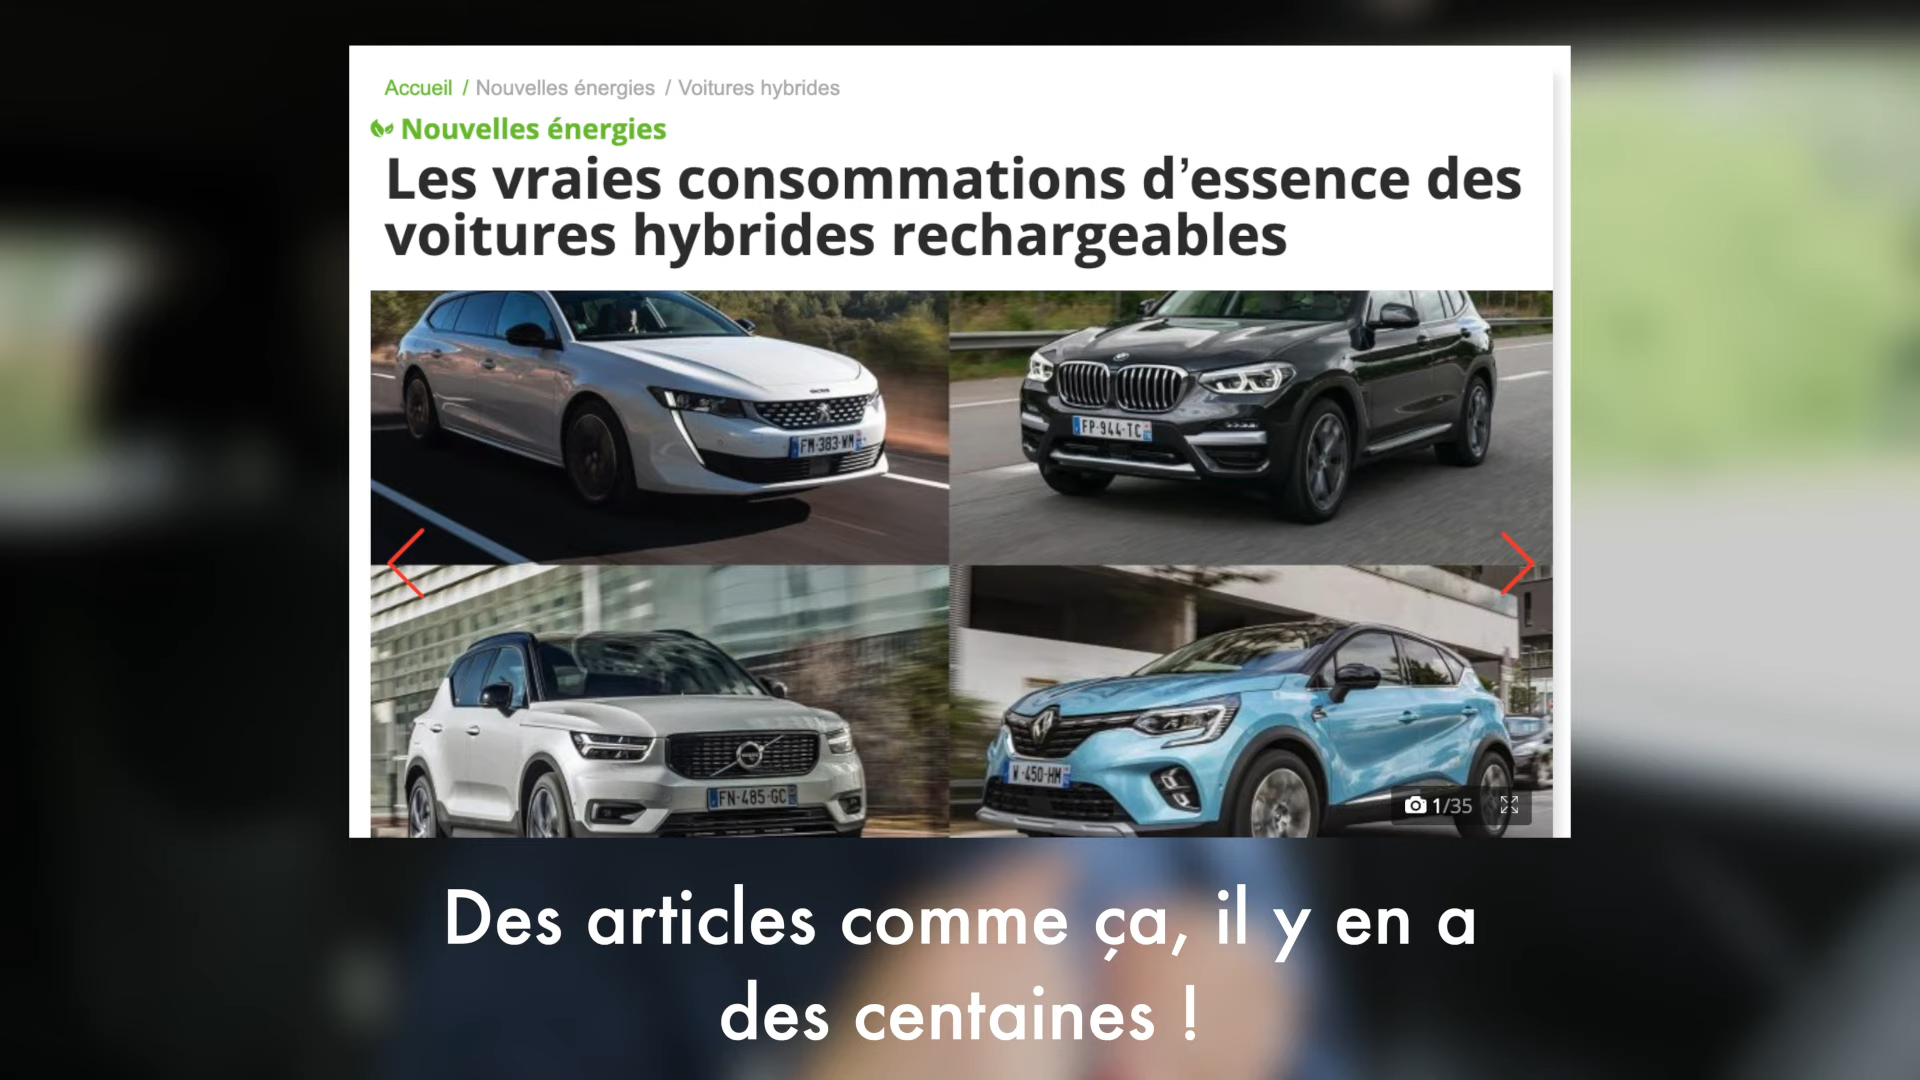 Accueil / Nouvelles énergies / Voitures hybrides
Nouvelles énergies
Les vraies consommations d’essence des
voitures hybrides rechargeables
FM-383-WM
FP-944-TC
FN-485-GC
W-450-HM
1/35
Des articles comme ça, il y en a
des centaines !